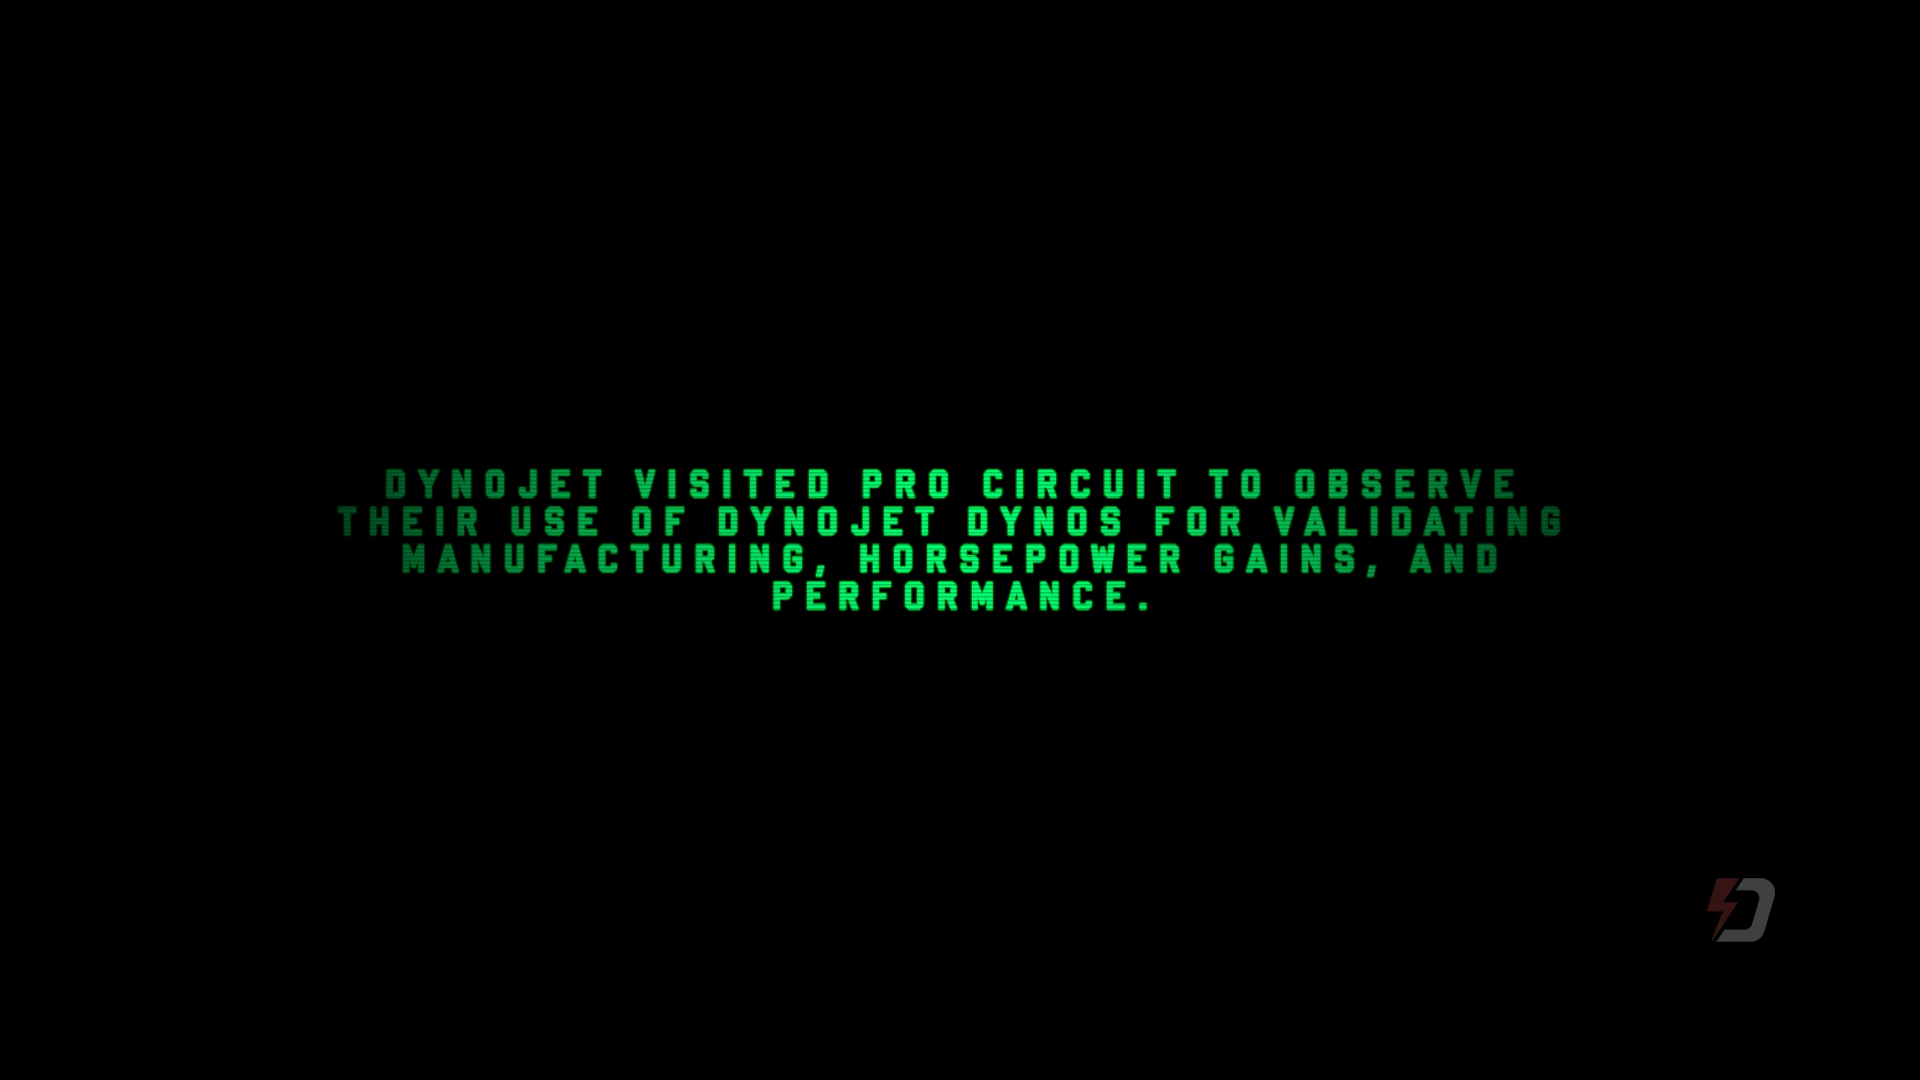 DYNOJET VISITED PRO CIRCUIT TO OBSERVE
THEIR USE OF DYNOJET DYNOS FOR VALIDATING
MANUFACTURING, HORSEPOWER GAINS, AND
PERFORMANCE.